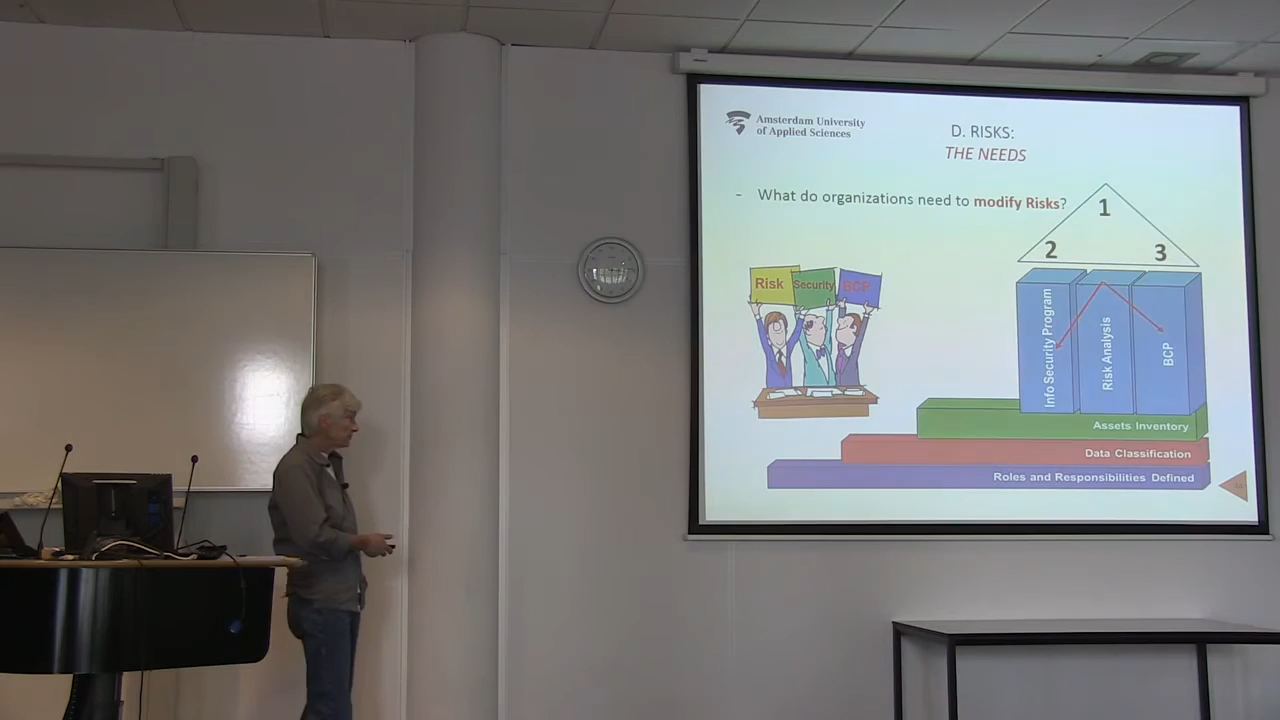 Amsterdam University
of Applied Sciences
D. RISKS:
THE NEEDS
- What do organizations need to modify Risks?
1
2
3
Risk
Security
BCP
Info Security Program
Risk Analysis
BCP
Assets Inventory
Data Classification
Roles and Responsibilities Defined